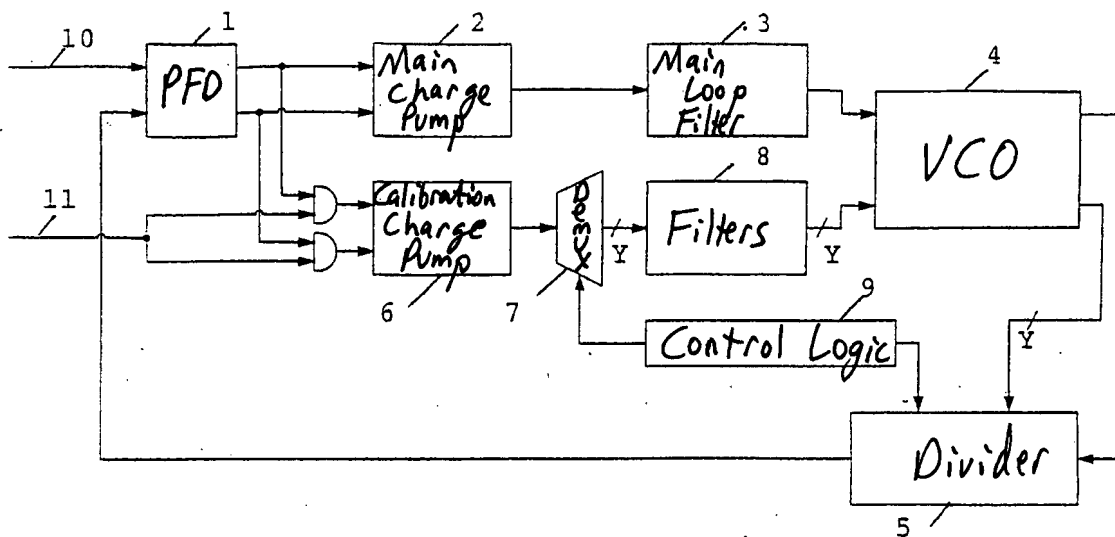 1
2
3
10
PFD
Main
Charge
Pump
Main
Loop
Filter
4
VCO
8
11
Calibration
Charge
Pump
Demux
Y
Filters
Y
6
7
9
Control Logic
Y
Divider
5